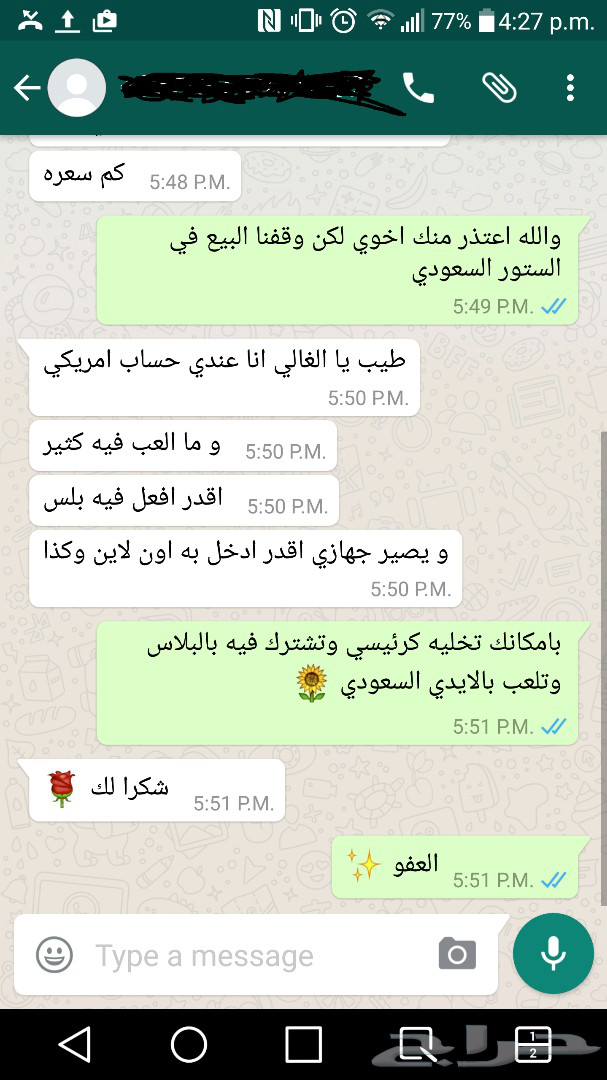 77% 4:27 p.m.
كم سعره
5:48 P.M.
والله اعتذر منك اخوي لكن وقفنا البيع في
الستور السعودي
5:49 P.M.
طيب يا الغالي انا عندي حساب امريكي
5:50 P.M.
و ما العب فيه كثير
5:50 P.M.
اقدر افعل فيه بلس
5:50 P.M.
و يصير جهازي اقدر ادخل به اون لاين وكذا
5:50 P.M.
بامكانك تخليه كرئيسي وتشترك فيه بالبلاس
وتلعب بالايدي السعودي 🌻
5:51 P.M.
شكرا لك 🌹
5:51 P.M.
العفو ✨
5:51 P.M.
Type a message
حراج
1
2